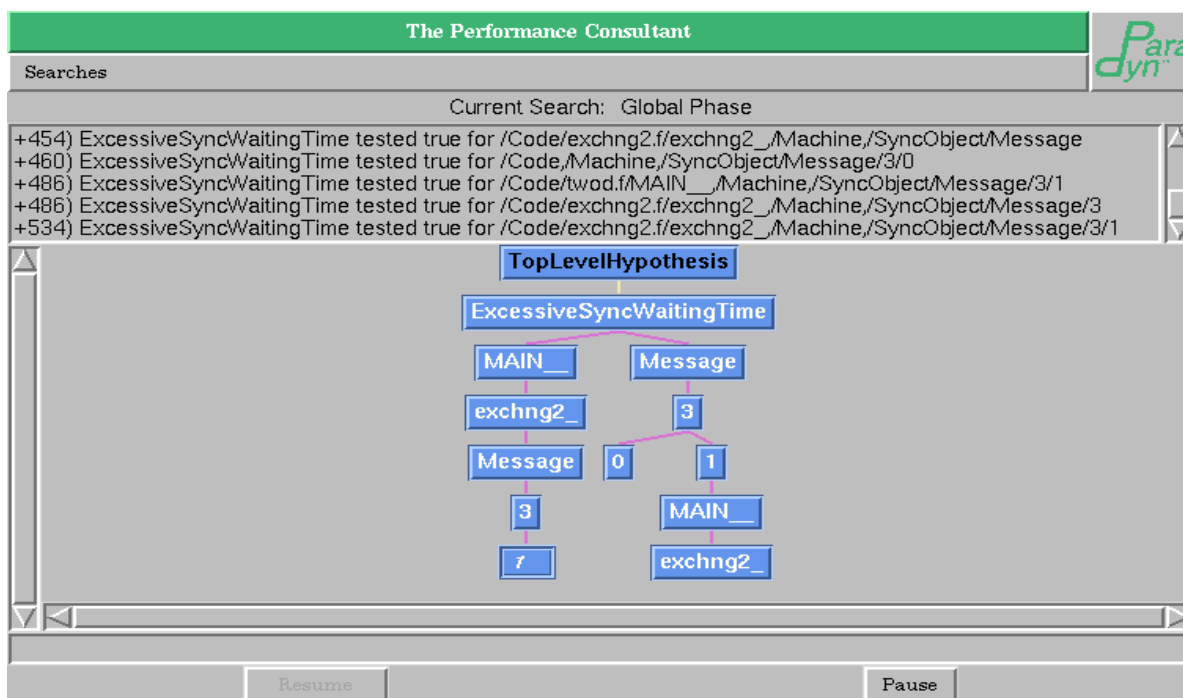 The Performance Consultant
Para
dyn™
Searches
Current Search: Global Phase
+454) ExcessiveSyncWaitingTime tested true for /Code/exchng2.f/exchng2_,/Machine,/SyncObject/Message
+460) ExcessiveSyncWaitingTime tested true for /Code,/Machine,/SyncObject/Message/3/0
+486) ExcessiveSyncWaitingTime tested true for /Code/twod.f/MAIN__,/Machine,/SyncObject/Message/3/1
+486) ExcessiveSyncWaitingTime tested true for /Code/exchng2.f/exchng2_,/Machine,/SyncObject/Message/3
+534) ExcessiveSyncWaitingTime tested true for /Code/exchng2.f/exchng2_,/Machine,/SyncObject/Message/3/1
TopLevelHypothesis
ExcessiveSyncWaitingTime
MAIN__ Message
exchng2_ 3
Message 0 1
3 MAIN__
1 exchng2_
Resume Pause